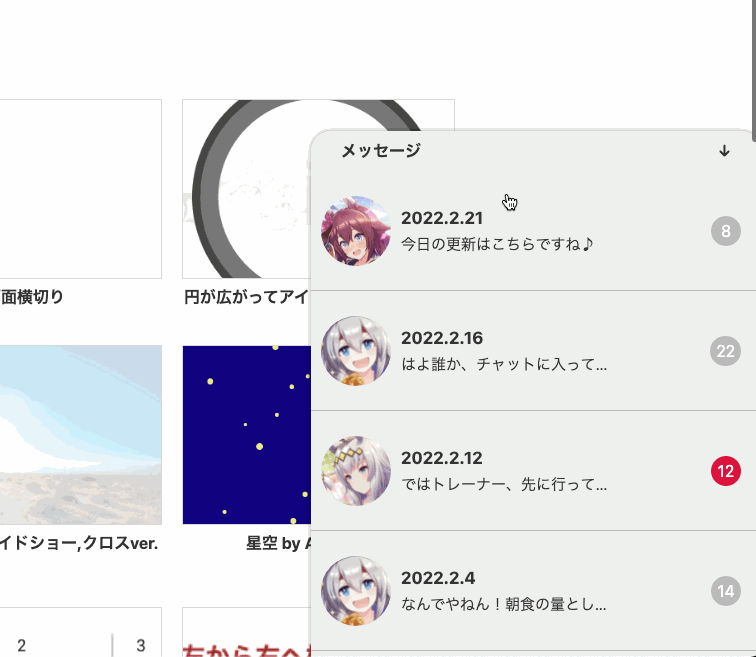 メッセージ
↓
2022.2.21
今日の更新はこちらですね♪
8
面横切り
円が広がってアイ
2022.2.16
はよ誰か、チャットに入って...
22
2022.2.12
ではトレーナー、先に行って...
12
イドショー,クロスver.
星空 by
2022.2.4
なんでやねん！朝食の量とし...
14
2
3
左から右へ